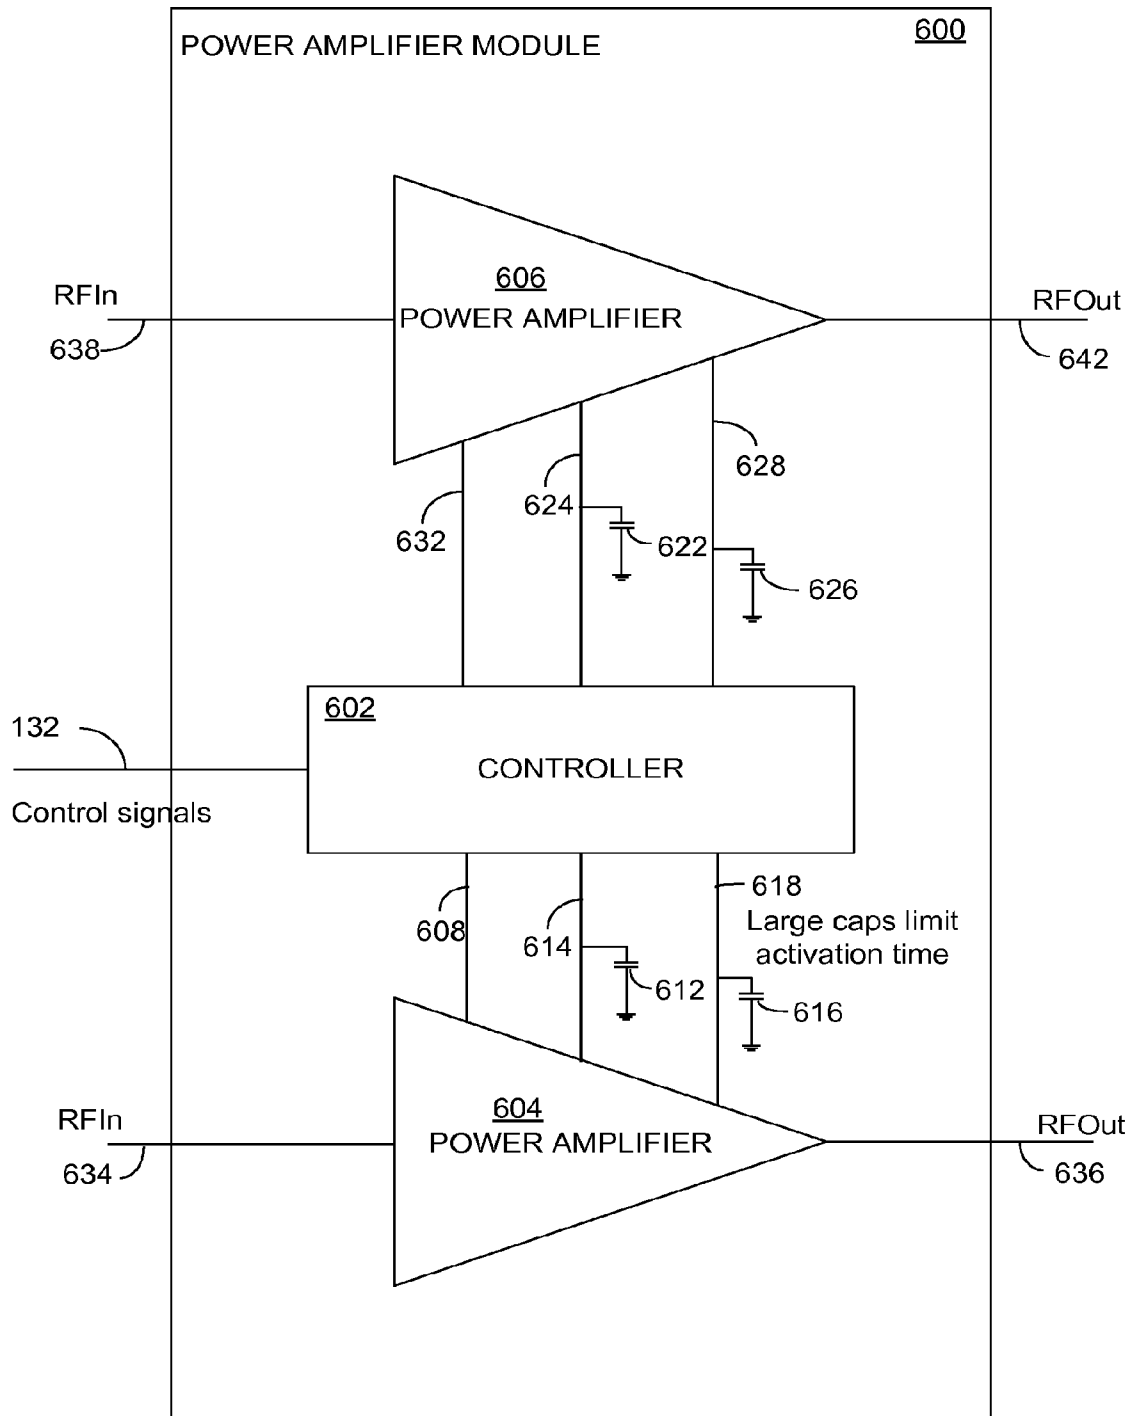 600
POWER AMPLIFIER MODULE
606
POWER AMPLIFIER
RFIn
638
RFOut
642
628
624
632
622
626
602
CONTROLLER
132
Control signals
618
Large caps limit
activation time
608
614
612
616
604
POWER AMPLIFIER
RFIn
634
RFOut
636